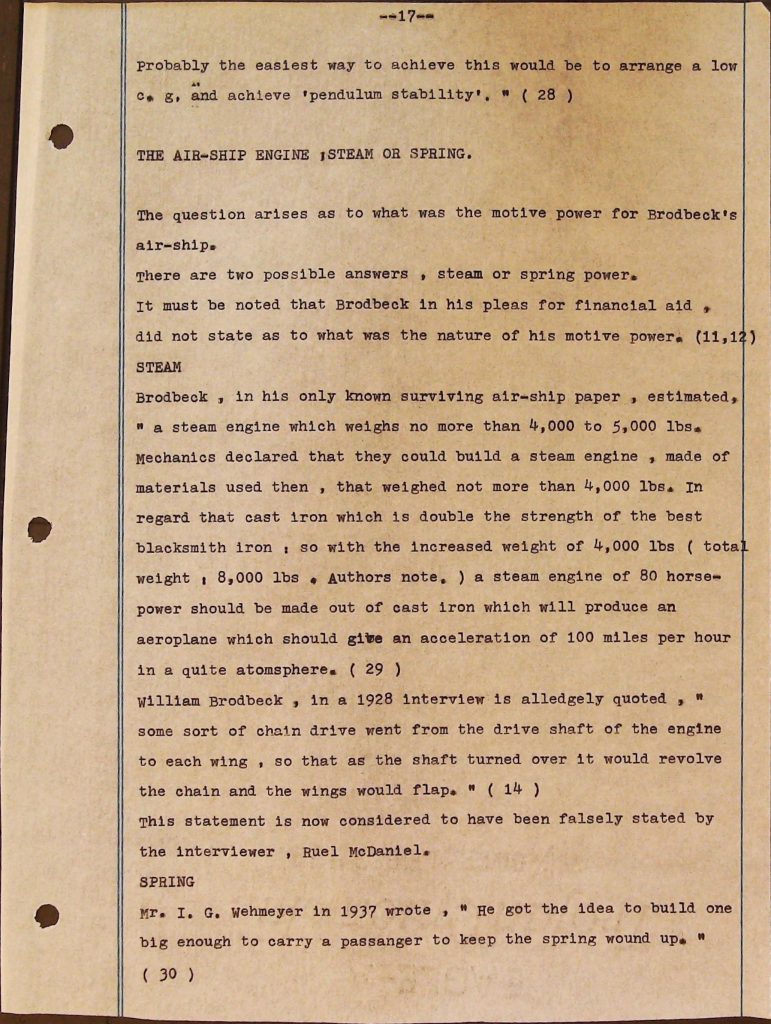 --17--
Probably the easiest way to achieve this would be to arrange a low
c. g. and achieve 'pendulum stability'. " ( 28 )
THE AIR-SHIP ENGINE ;STEAM OR SPRING.
The question arises as to what was the motive power for Brodbeck's
air-ship.
There are two possible answers , steam or spring power.
It must be noted that Brodbeck in his pleas for financial aid ,
did not state as to what was the nature of his motive power. (11,12)
STEAM
Brodbeck , in his only known surviving air-ship paper , estimated,
" a steam engine which weighs no more than 4,000 to 5,000 lbs.
Mechanics declared that they could build a steam engine , made of
materials used then , that weighed not more than 4,000 lbs. In
regard that cast iron which is double the strength of the best
blacksmith iron ; so with the increased weight of 4,000 lbs ( total
weight ; 8,000 lbs . Authors note. ) a steam engine of 80 horse-
power should be made out of cast iron which will produce an
aeroplane which should give an acceleration of 100 miles per hour
in a quite atomsphere. ( 29 )
William Brodbeck , in a 1928 interview is alledgely quoted , "
some sort of chain drive went from the drive shaft of the engine
to each wing , so that as the shaft turned over it would revolve
the chain and the wings would flap. " ( 14 )
This statement is now considered to have been falsely stated by
the interviewer , Ruel McDaniel.
SPRING
Mr. I. G. Wehmeyer in 1937 wrote , " He got the idea to build one
big enough to carry a passanger to keep the spring wound up. "
( 30 )